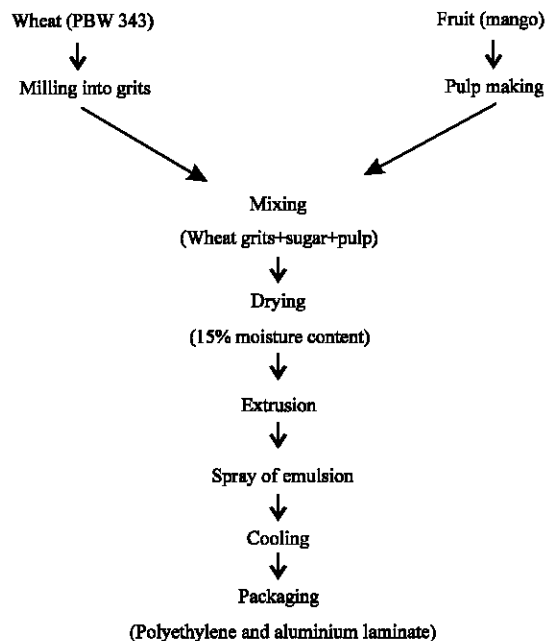 Wheat (PBW 343)
Fruit (mango)
Milling into grits
Pulp making
Mixing
(Wheat grits+sugar+pulp)
Drying
(15% moisture content)
Extrusion
Spray of emulsion
Cooling
Packaging
(Polyethylene and aluminium laminate)